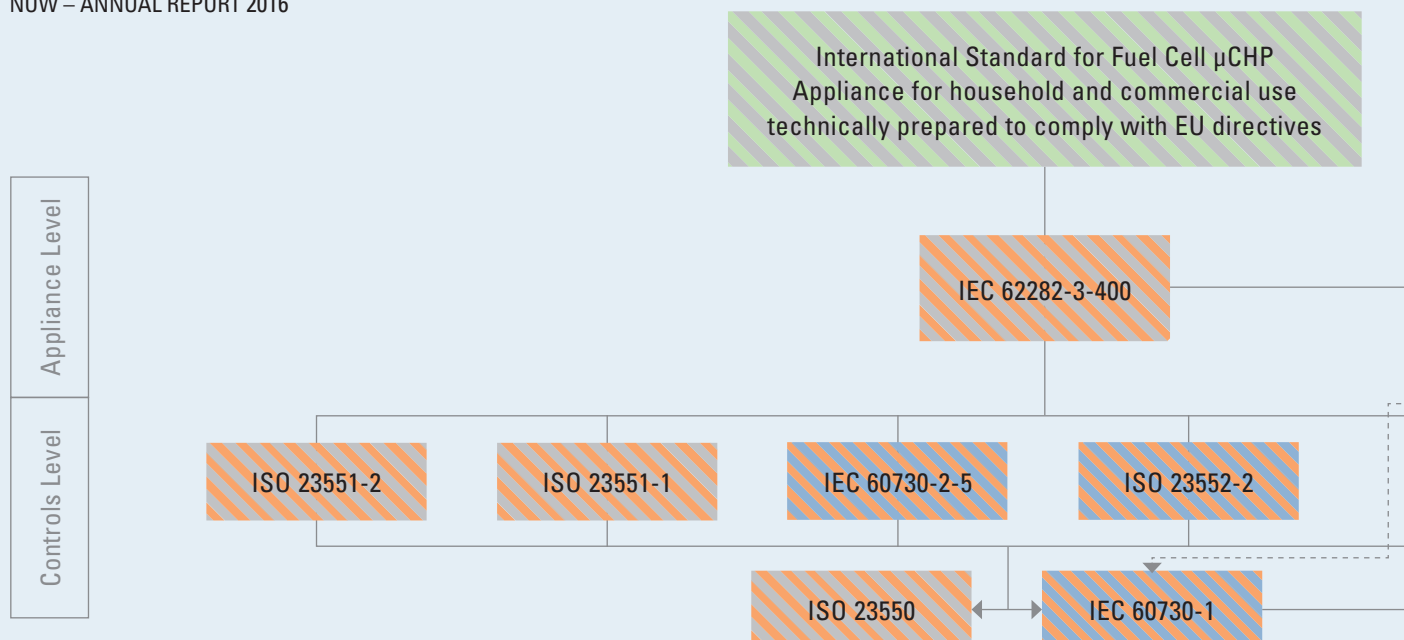 NOW – ANNUAL REPORT 2016
International Standard for Fuel Cell µCHP
Appliance for household and commercial use
technically prepared to comply with EU directives
Appliance Level
IEC 62282-3-400
Controls Level
ISO 23551-2
ISO 23551-1
IEC 60730-2-5
ISO 23552-2
ISO 23550
IEC 60730-1